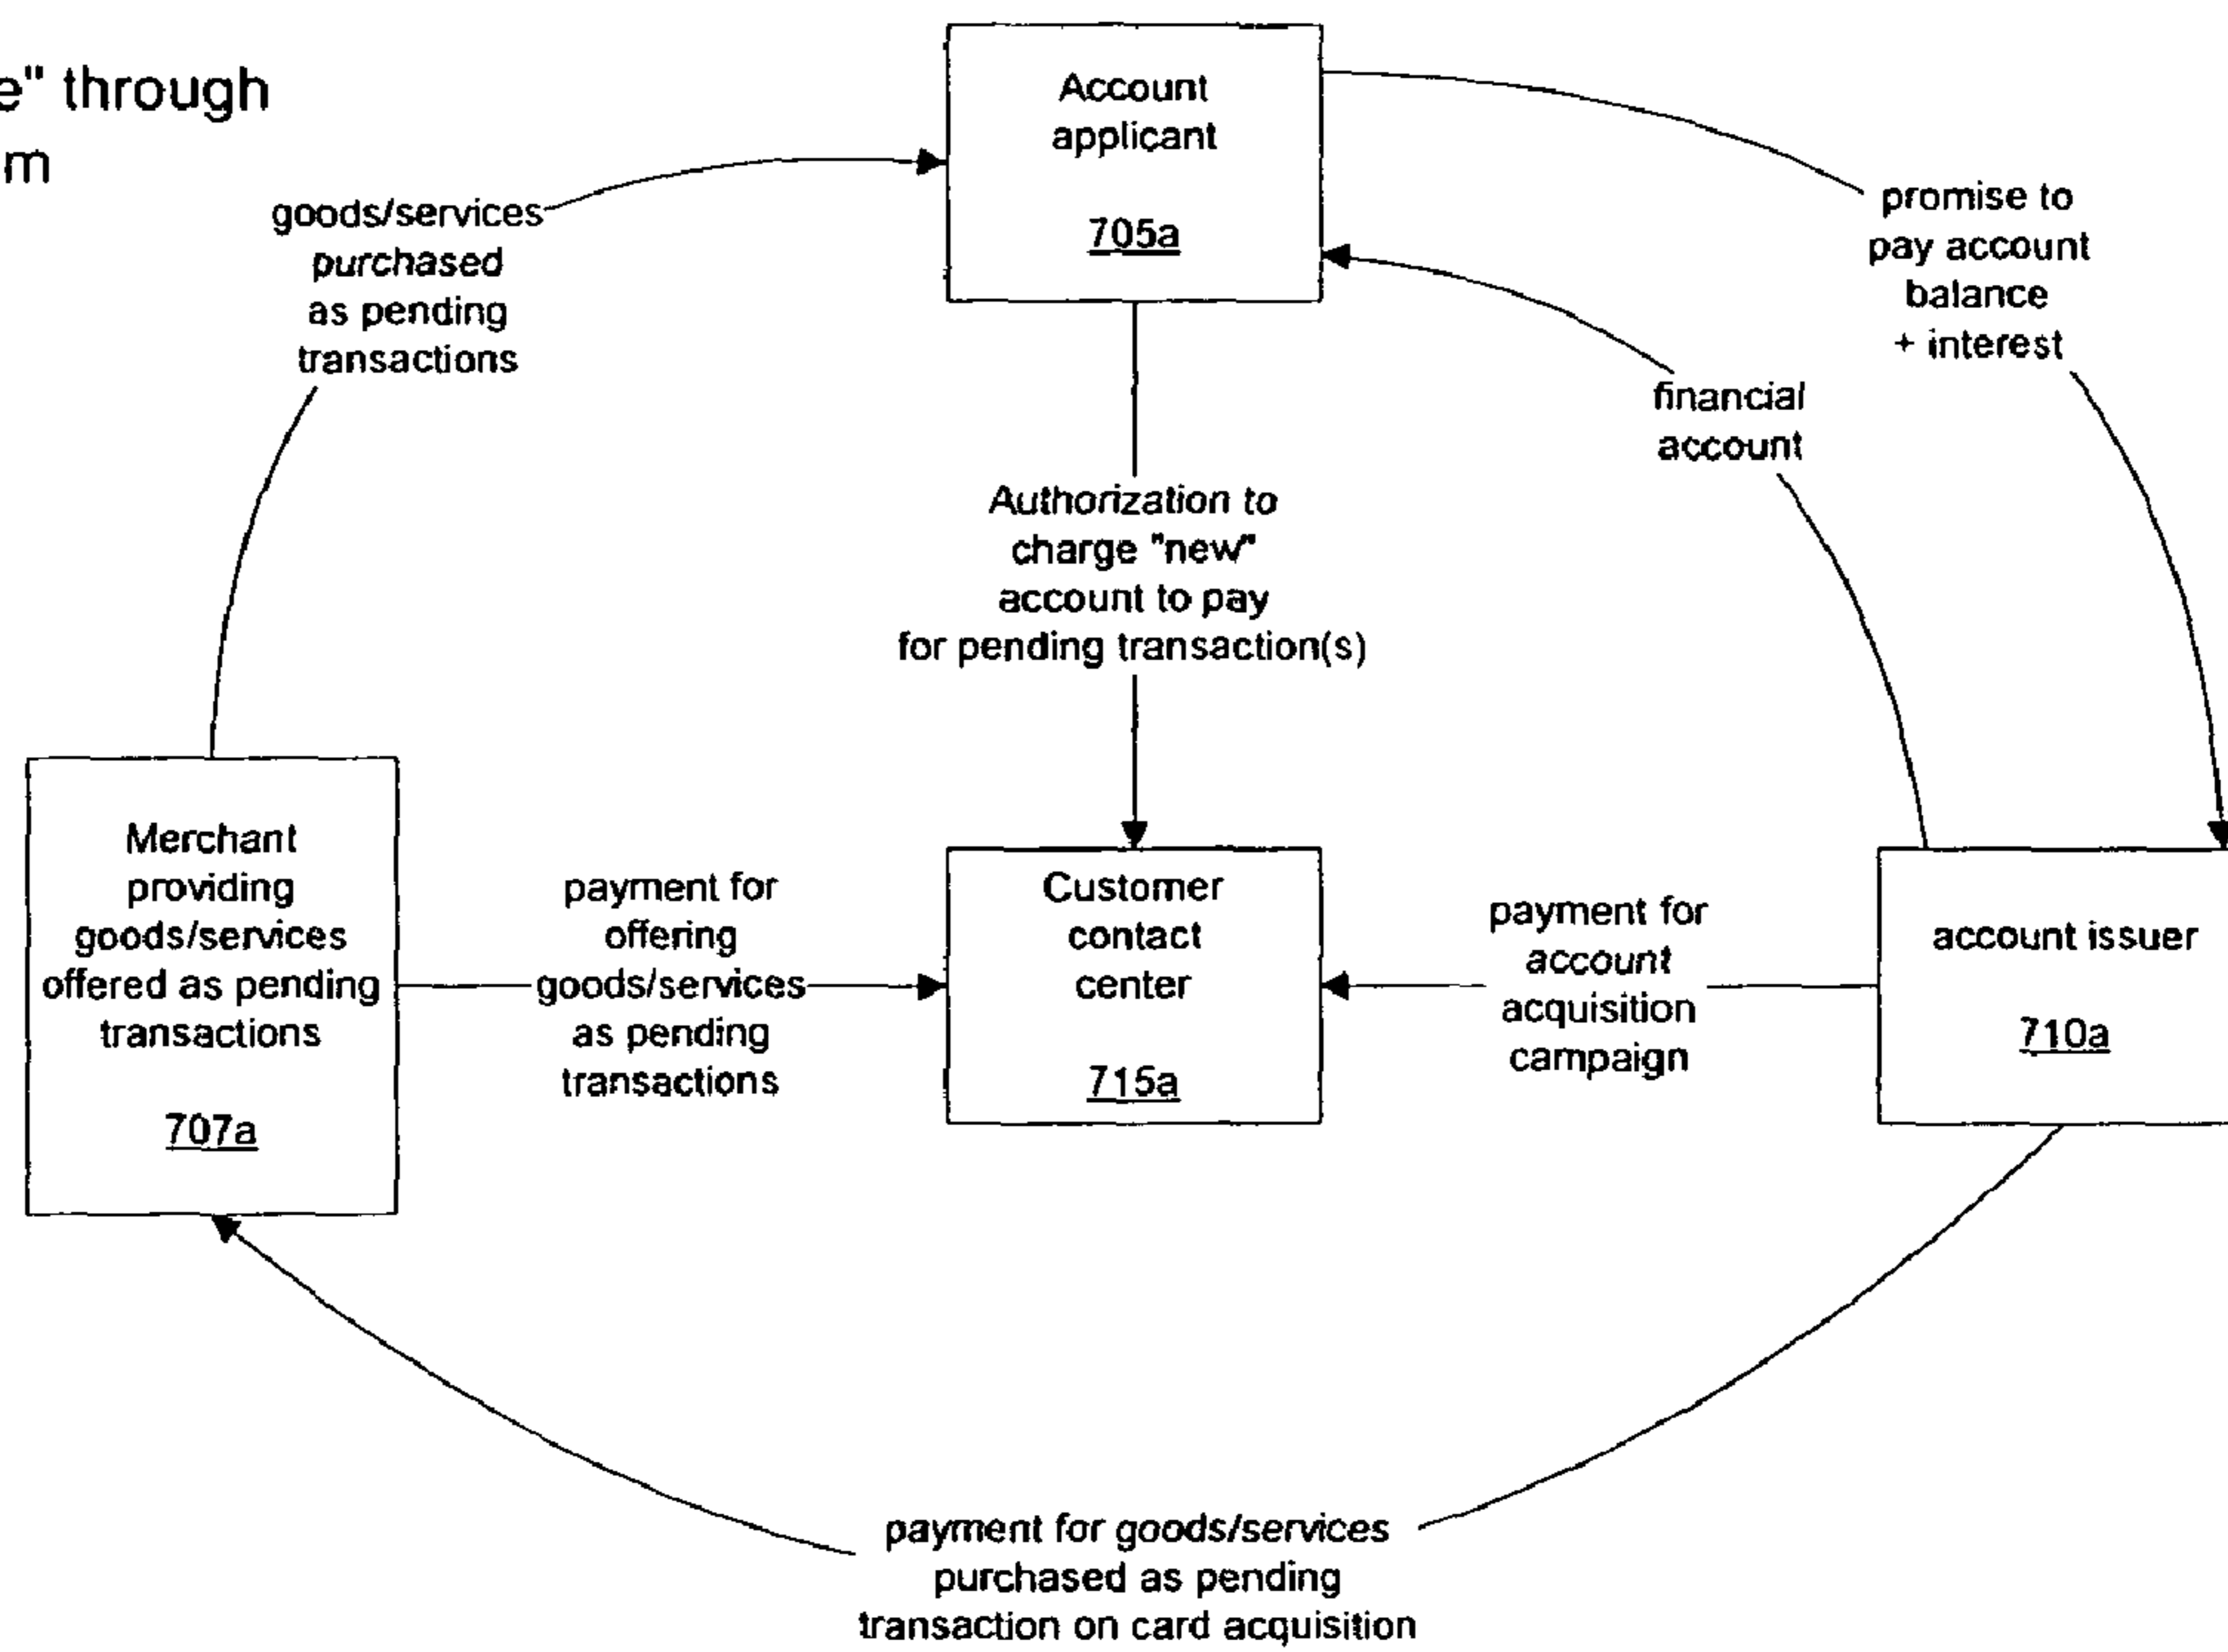 e" through
m
Account
applicant
705a
goods/services
purchased
as pending
transactions
promise to
pay account
balance
+ interest
financial
account
Authorization to
charge "new"
account to pay
for pending transaction(s)
Merchant
providing
goods/services
offered as pending
transactions
707a
payment for
offering
goods/services
as pending
transactions
Customer
contact
center
715a
payment for
account
acquisition
campaign
account issuer
710a
payment for goods/services
purchased as pending
transaction on card acquisition